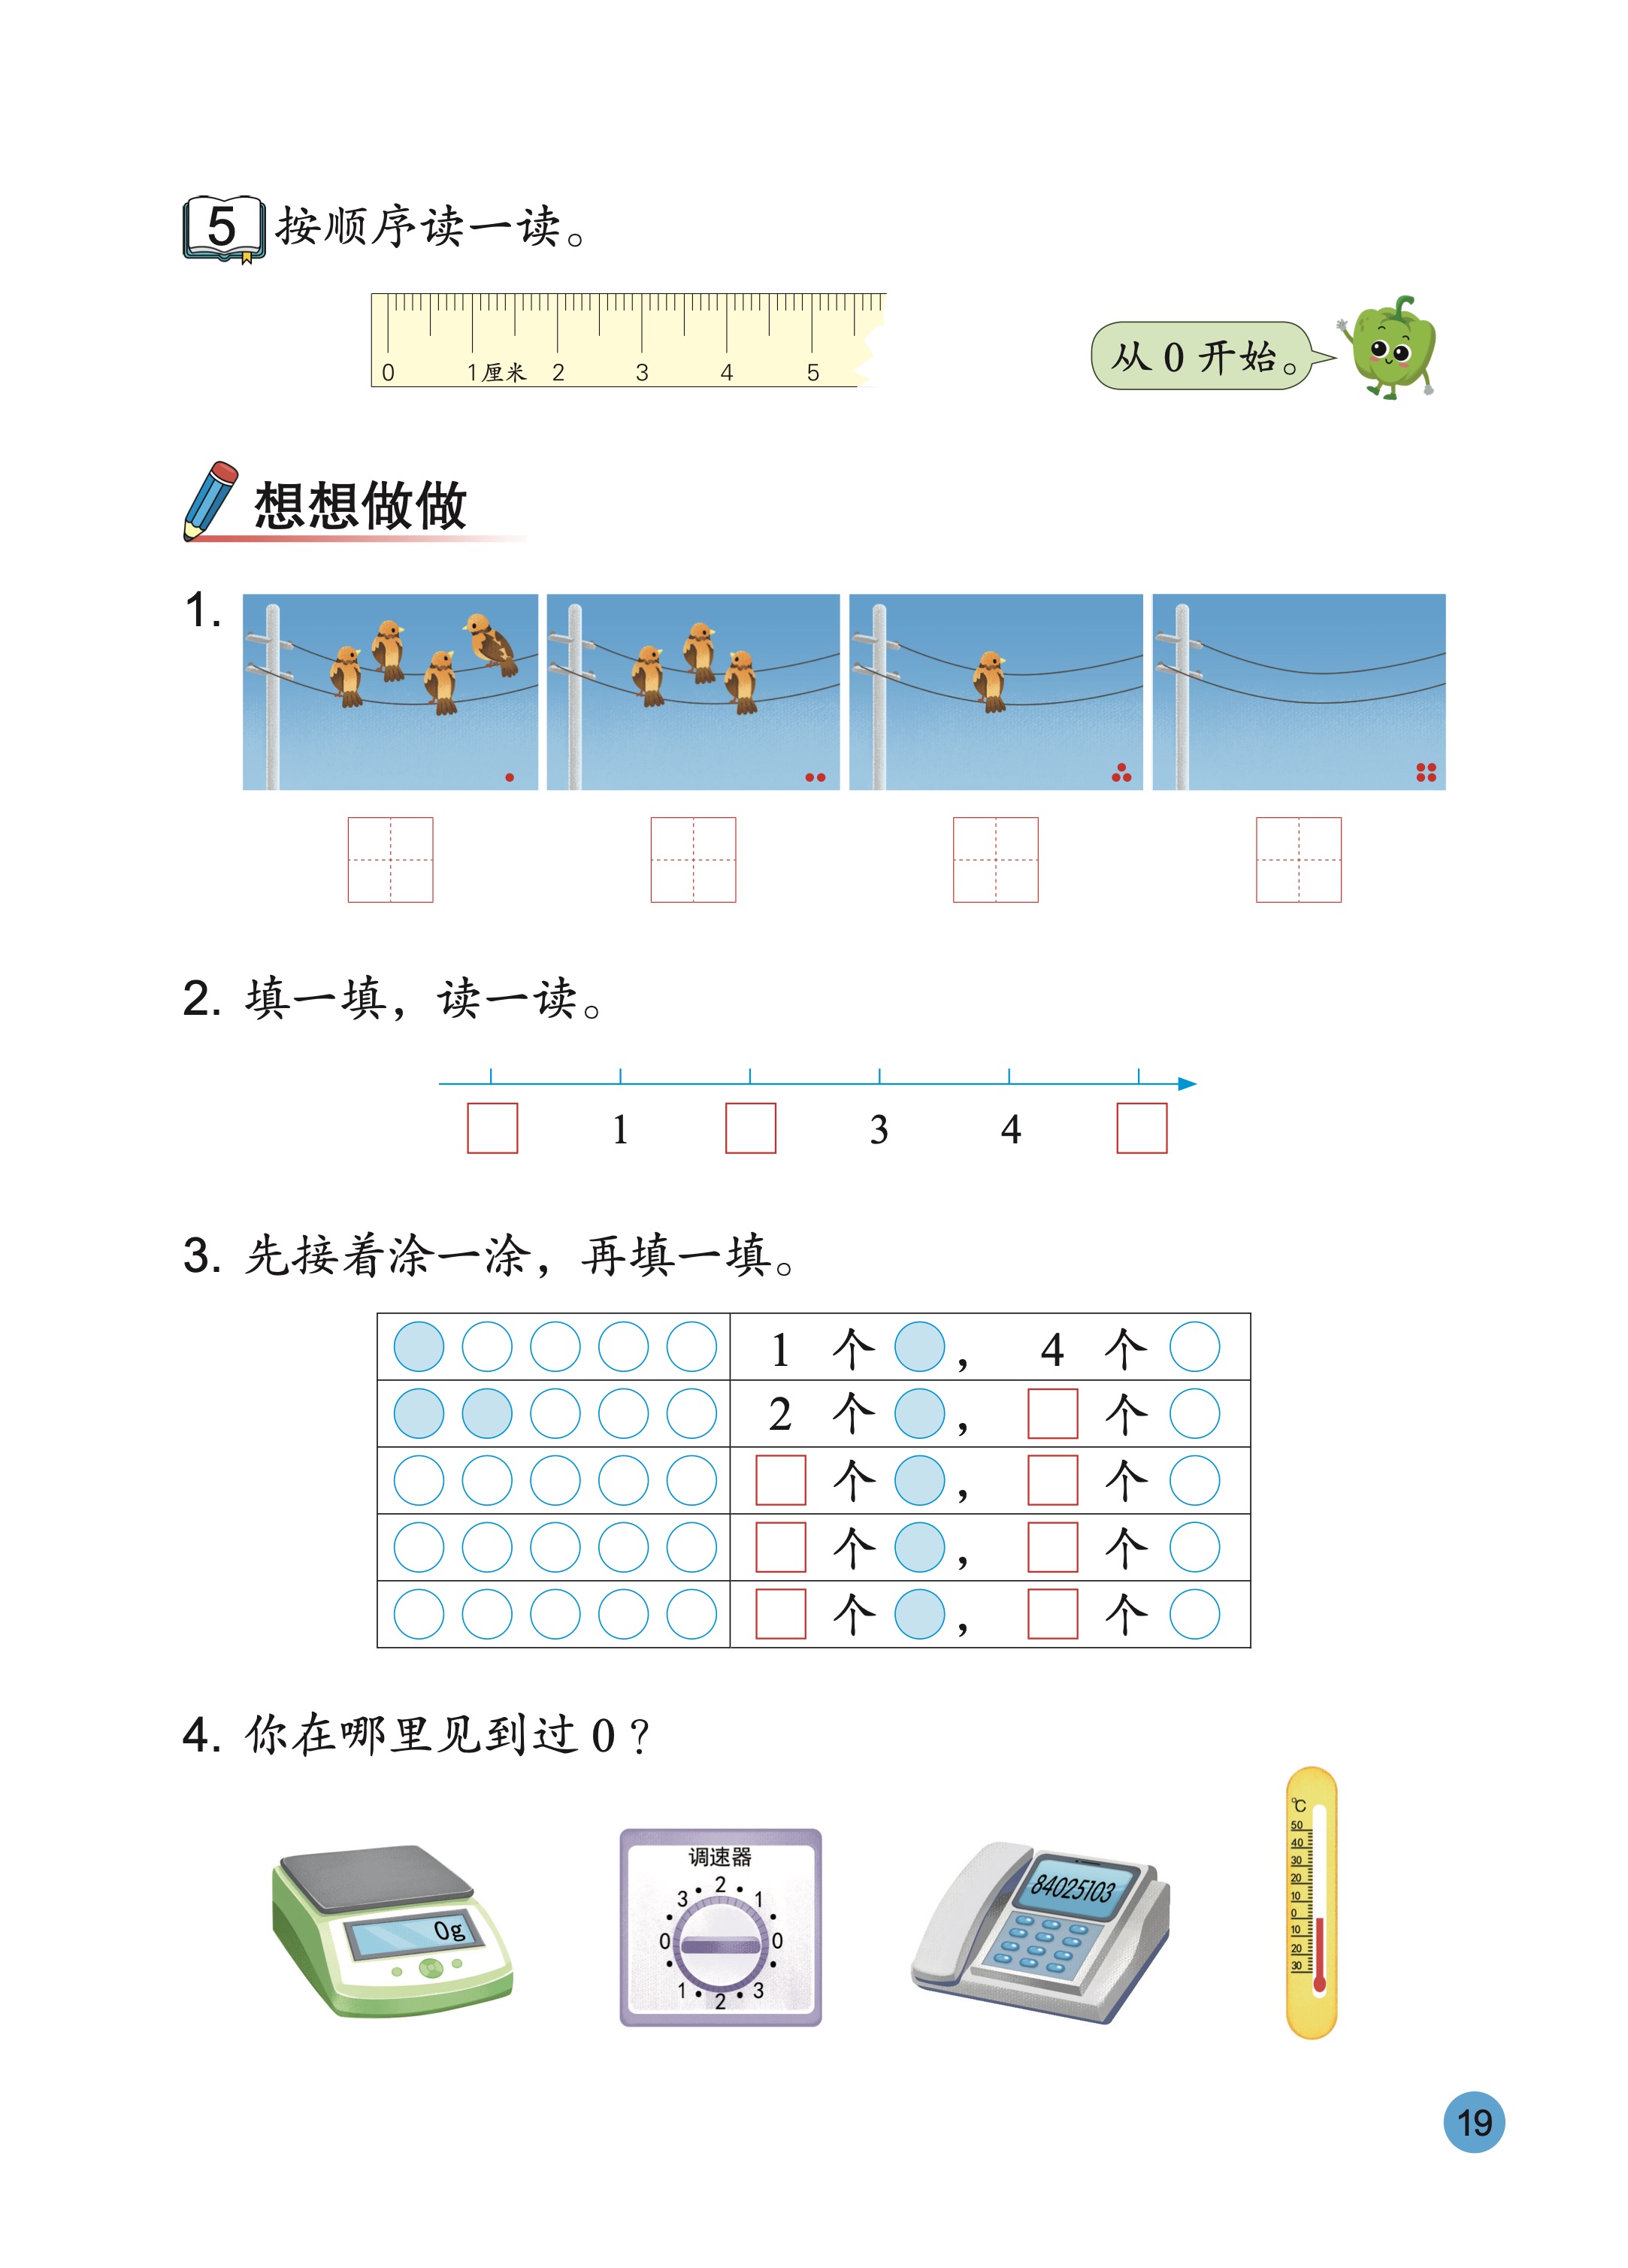 5 按顺序读一读。
0 1厘米 2 3 4 5
从 0 开始。
想想做做
1.
2. 填一填，读一读。
1 3 4
3. 先接着涂一涂，再填一填。
1 个 ， 4 个
2 个 ， 个
个 ， 个
个 ， 个
个 ， 个
4. 你在哪里见到过 0？
0g
调速器
3 2 1
0 0
1 2 3
84025103
℃
50
40
30
20
10
0
10
20
30
19